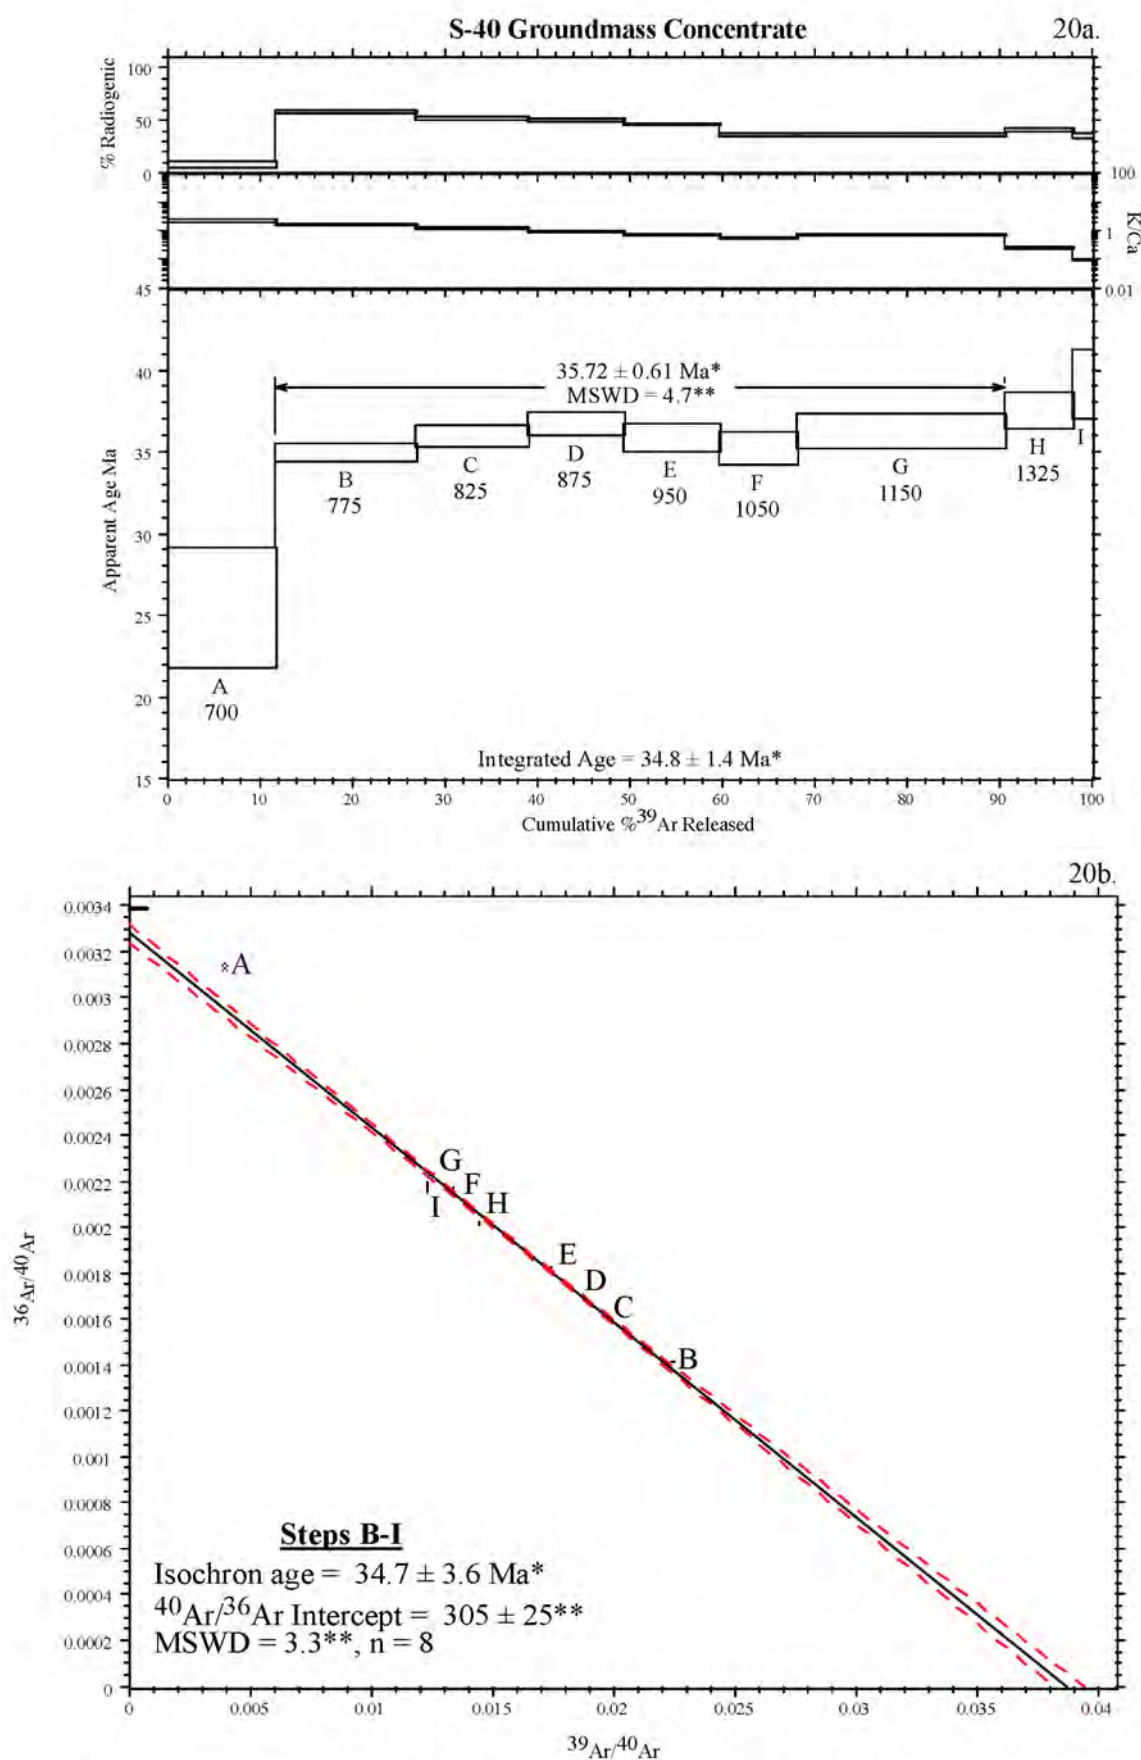 S-40 Groundmass Concentrate
20a.
% Radiogenic
100
50
0
100
1
0.01
K/Ca
45
40
35
30
25
20
15
Apparent Age Ma
35.72 ± 0.61 Ma*
MSWD = 4.7**
A
700
B
775
C
825
D
875
E
950
F
1050
G
1150
H
1325
I
Integrated Age = 34.8 ± 1.4 Ma*
0 10 20 30 40 50 60 70 80 90 100
Cumulative %³⁹Ar Released
20b.
0.0034
0.0032
0.003
0.0028
0.0026
0.0024
0.0022
0.002
0.0018
0.0016
0.0014
0.0012
0.001
0.0008
0.0006
0.0004
0.0002
0
³⁶Ar/⁴⁰Ar
A
G
F
I
H
E
D
C
B
Steps B-I
Isochron age = 34.7 ± 3.6 Ma*
⁴⁰Ar/³⁶Ar Intercept = 305 ± 25**
MSWD = 3.3**, n = 8
0 0.005 0.01 0.015 0.02 0.025 0.03 0.035 0.04
³⁹Ar/⁴⁰Ar